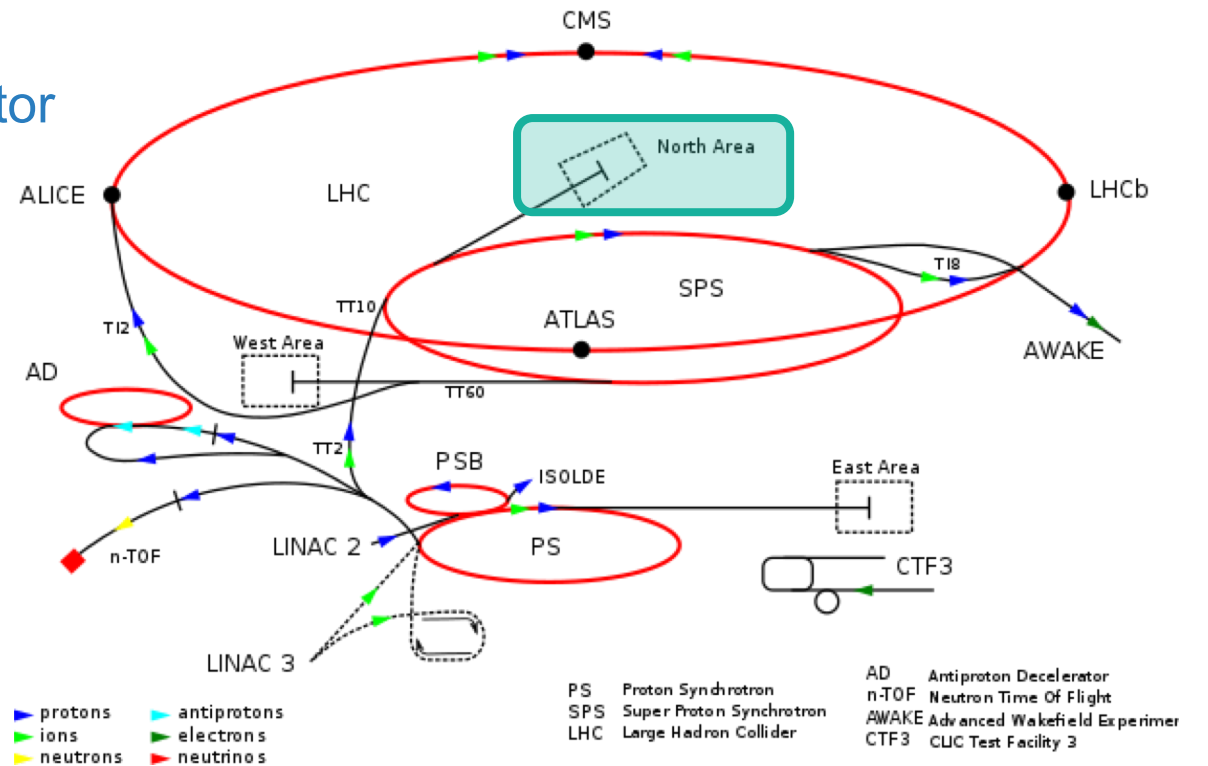 CMS
tor
North Area
ALICE
LHC
LHCb
TI8
SPS
TT10
ATLAS
TI2
West Area
AWAKE
AD
TT60
TT2
PSB
East Area
ISOLDE
LINAC 2
PS
n-TOF
CTF3
LINAC 3
PS Proton Synchrotron
SPS Super Proton Synchrotron
LHC Large Hadron Collider
AD Antiproton Decelerator
n-TOF Neutron Time Of Flight
AWAKE Advanced Wakefield Experimer
CTF3 CLIC Test Facility 3
protons antiprotons
ions electrons
neutrons neutrinos